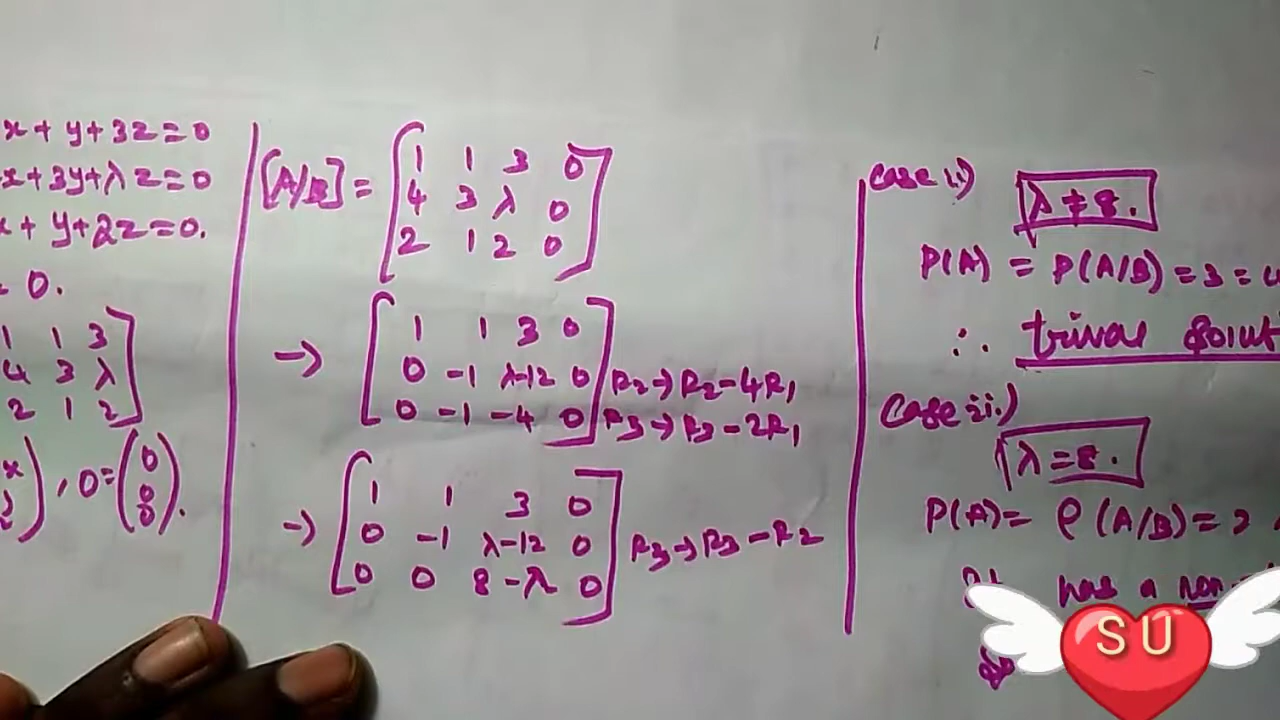 x + y + 3z = 0
x + 3y + λz = 0
x + y + 2z = 0.
= 0.
1 1 3
4 3 λ
2 1 2
x
z
, 0 =
0
0
0
.
[A/B] =
1 1 3 0
4 3 λ 0
2 1 2 0
→
1 1 3 0
0 -1 λ-12 0 R2 → R2 - 4R1
0 -1 -4 0 R3 → R3 - 2R1
→
1 1 3 0
0 -1 λ-12 0 R3 → R3 - R2
0 0 8-λ 0
case i.)
λ ≠ 8.
P(A) = P(A/B) = 3 =
∴ trival
case ii.)
λ = 8.
P(A) = ρ(A/B) = 2
has a non
SU